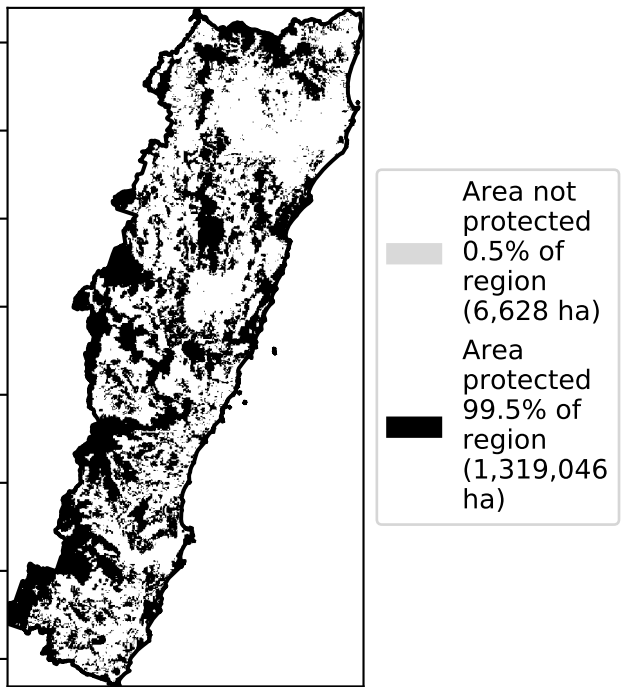 Area not
protected
0.5% of
region
(6,628 ha)
Area
protected
99.5% of
region
(1,319,046
ha)